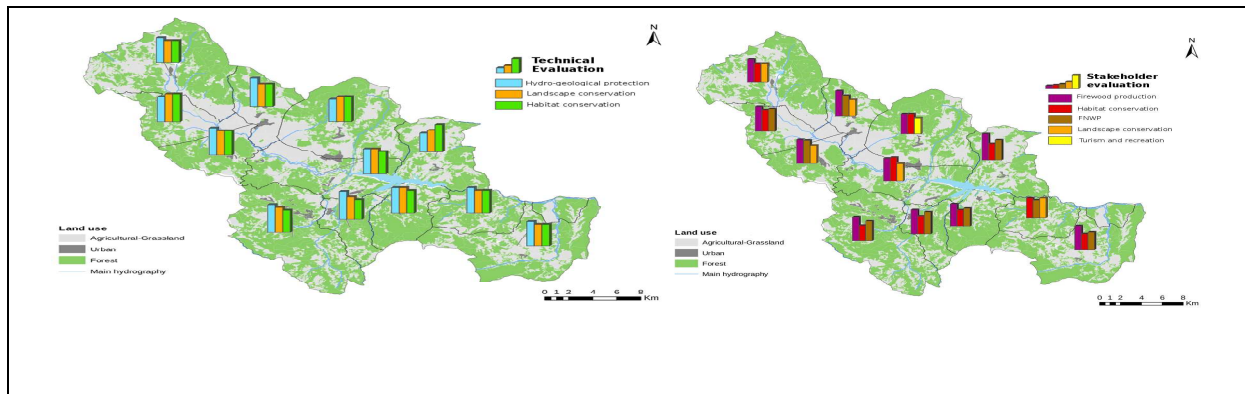 N
Technical
Evaluation
Hydro-geological protection
Landscape conservation
Habitat conservation
Land use
Agricultural-Grassland
Urban
Forest
Main hydrography
0 1 2 4 6 8
Km
N
Stakeholder
evaluation
Firewood production
Habitat conservation
FNWP
Landscape conservation
Turism and recreation
Land use
Agricultural-Grassland
Urban
Forest
Main hydrography
0 1 2 4 6 8
Km